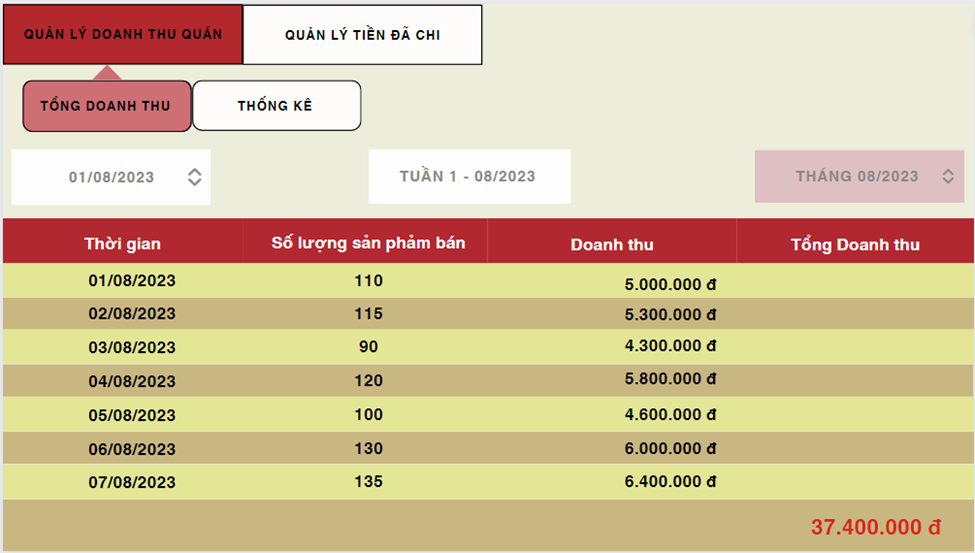 QUẢN LÝ DOANH THU QUÁN QUẢN LÝ TIỀN ĐÃ CHI
TỔNG DOANH THU THỐNG KÊ
01/08/2023 TUẦN 1 - 08/2023 THÁNG 08/2023
Thời gian Số lượng sản phẩm bán Doanh thu Tổng Doanh thu
01/08/2023 110 5.000.000 đ
02/08/2023 115 5.300.000 đ
03/08/2023 90 4.300.000 đ
04/08/2023 120 5.800.000 đ
05/08/2023 100 4.600.000 đ
06/08/2023 130 6.000.000 đ
07/08/2023 135 6.400.000 đ
37.400.000 đ